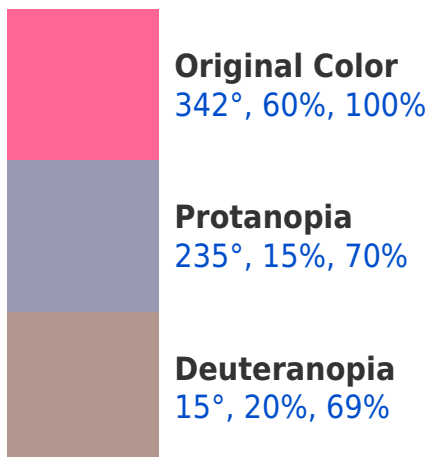 Original Color
342°, 60%, 100%
Protanopia
235°, 15%, 70%
Deuteranopia
15°, 20%, 69%